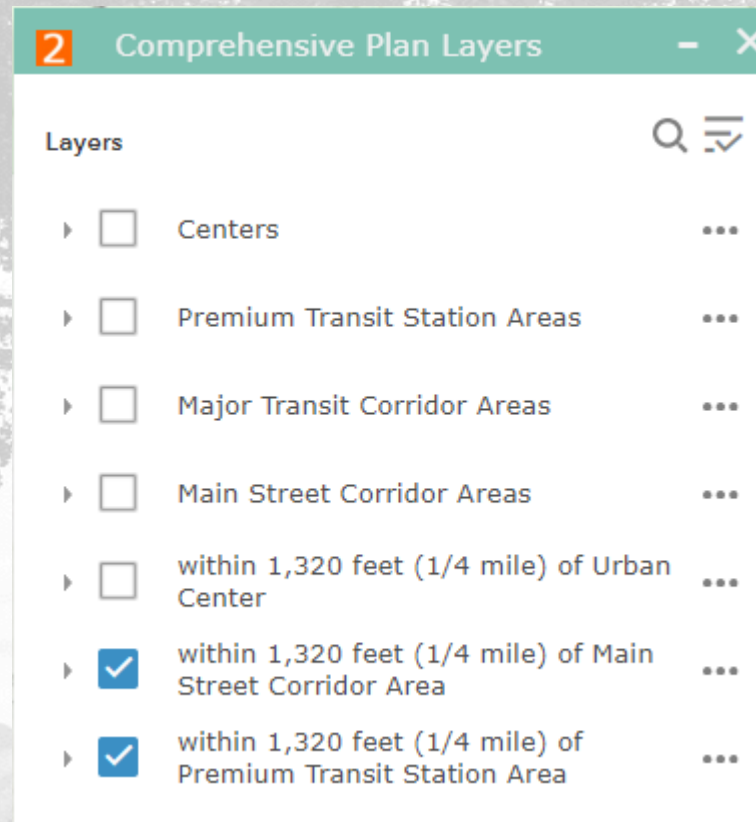 2 Comprehensive Plan Layers
Layers
Centers
Premium Transit Station Areas
Major Transit Corridor Areas
Main Street Corridor Areas
within 1,320 feet (1/4 mile) of Urban
Center
within 1,320 feet (1/4 mile) of Main
Street Corridor Area
within 1,320 feet (1/4 mile) of
Premium Transit Station Area